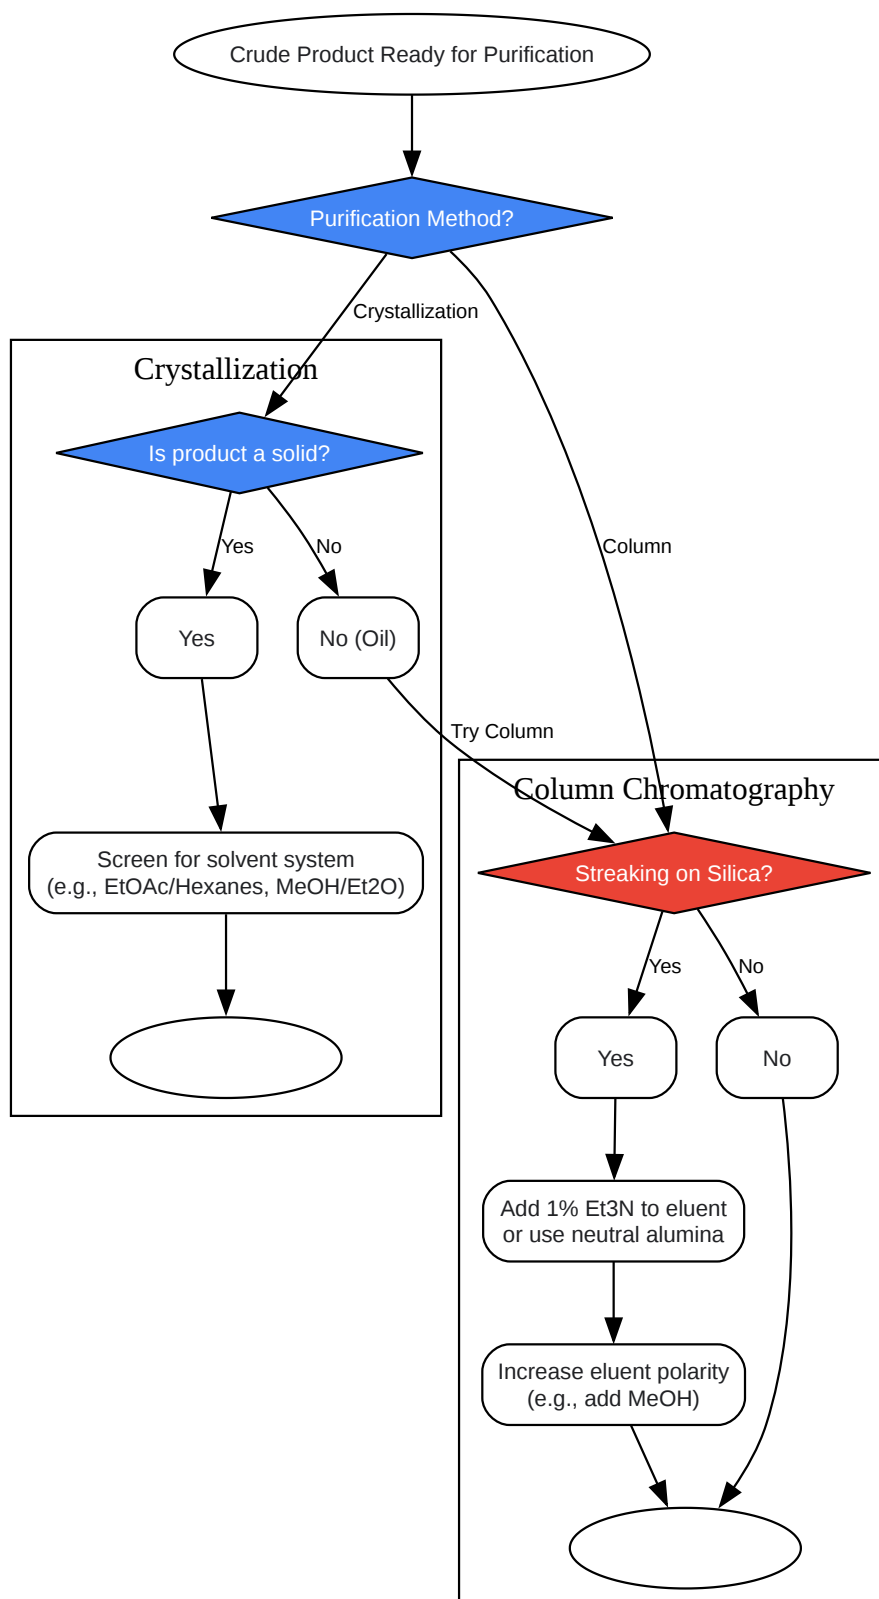 Crude Product Ready for Purification
Purification Method?
Crystallization
Crystallization
Is product a solid?
Yes
No
Column
Yes
No (Oil)
Try Column
Column Chromatography
Screen for solvent system
(e.g., EtOAc/Hexanes, MeOH/Et2O)
Streaking on Silica?
Yes
No
Yes
No
Add 1% Et3N to eluent
or use neutral alumina
Increase eluent polarity
(e.g., add MeOH)